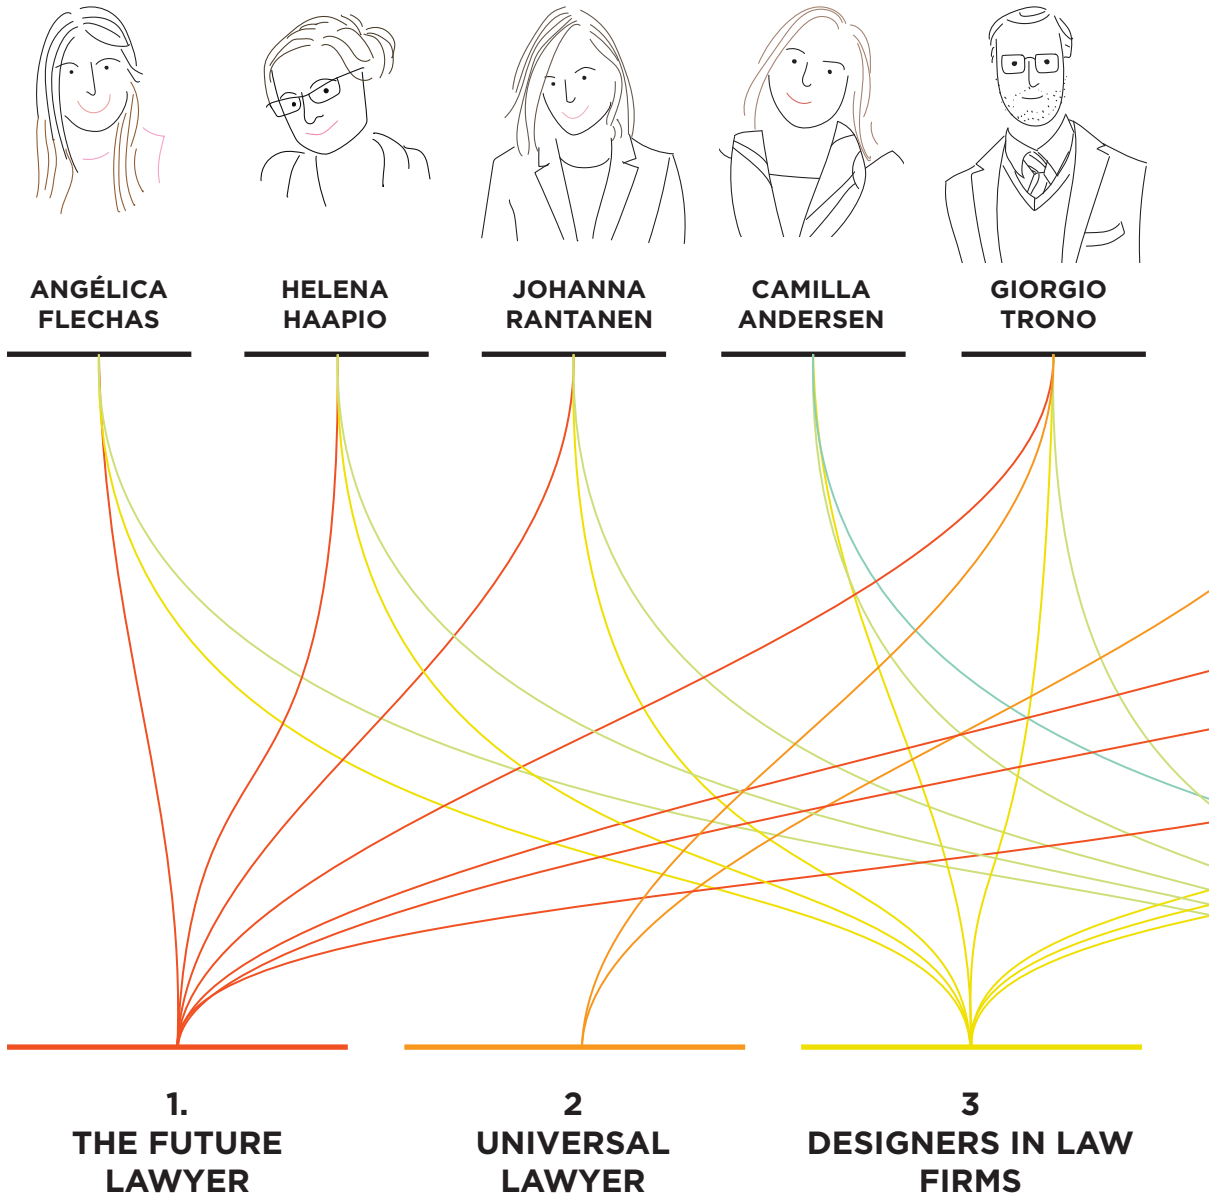 ANGÉLICA
FLECHAS
HELENA
HAAPIO
JOHANNA
RANTANEN
CAMILLA
ANDERSEN
GIORGIO
TRONO
1.
THE FUTURE
LAWYER
2
UNIVERSAL
LAWYER
3
DESIGNERS IN LAW
FIRMS